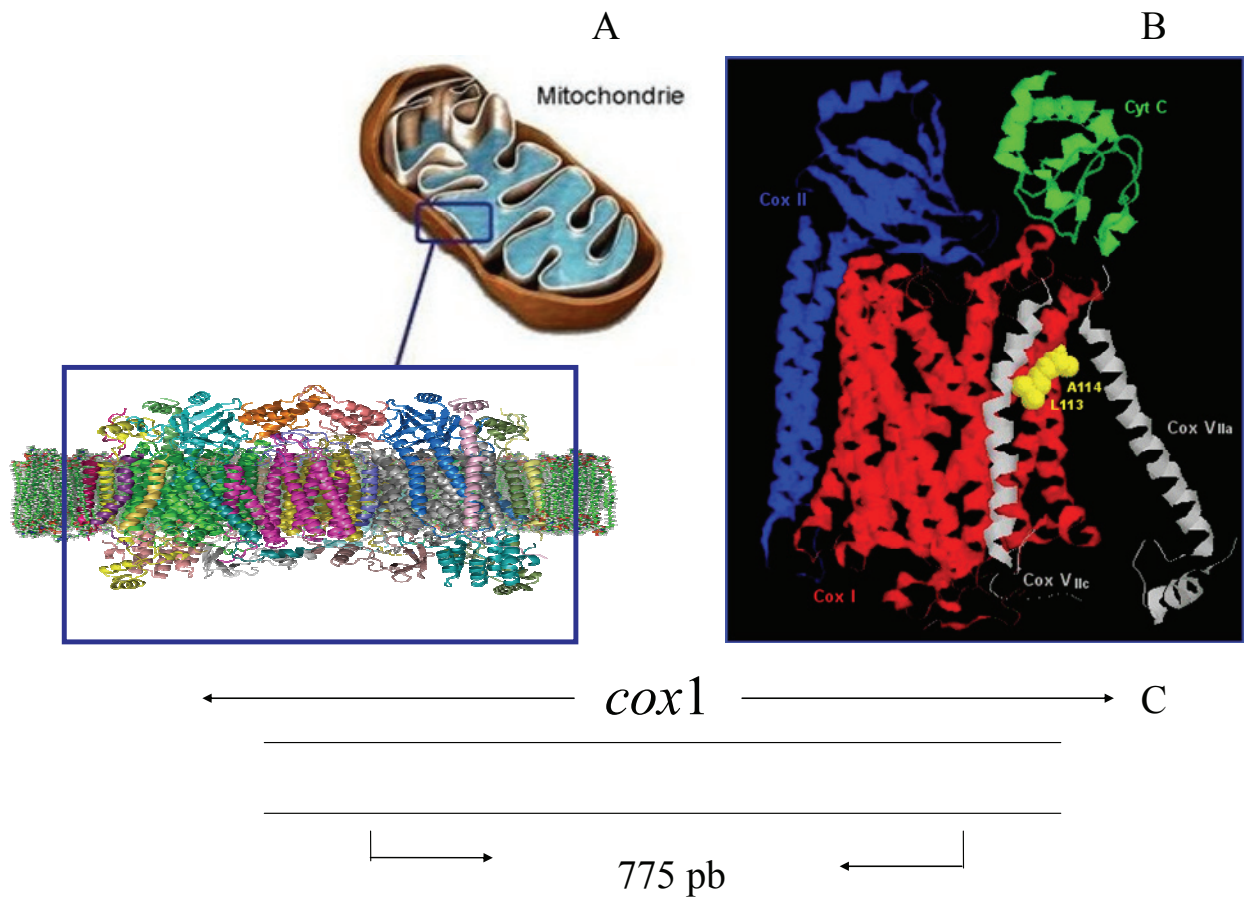 A
B
Mitochondrie
Cyt C
Cox II
A114
L113
Cox VIIa
Cox I
Cox VIIc
cox1
C
775 pb